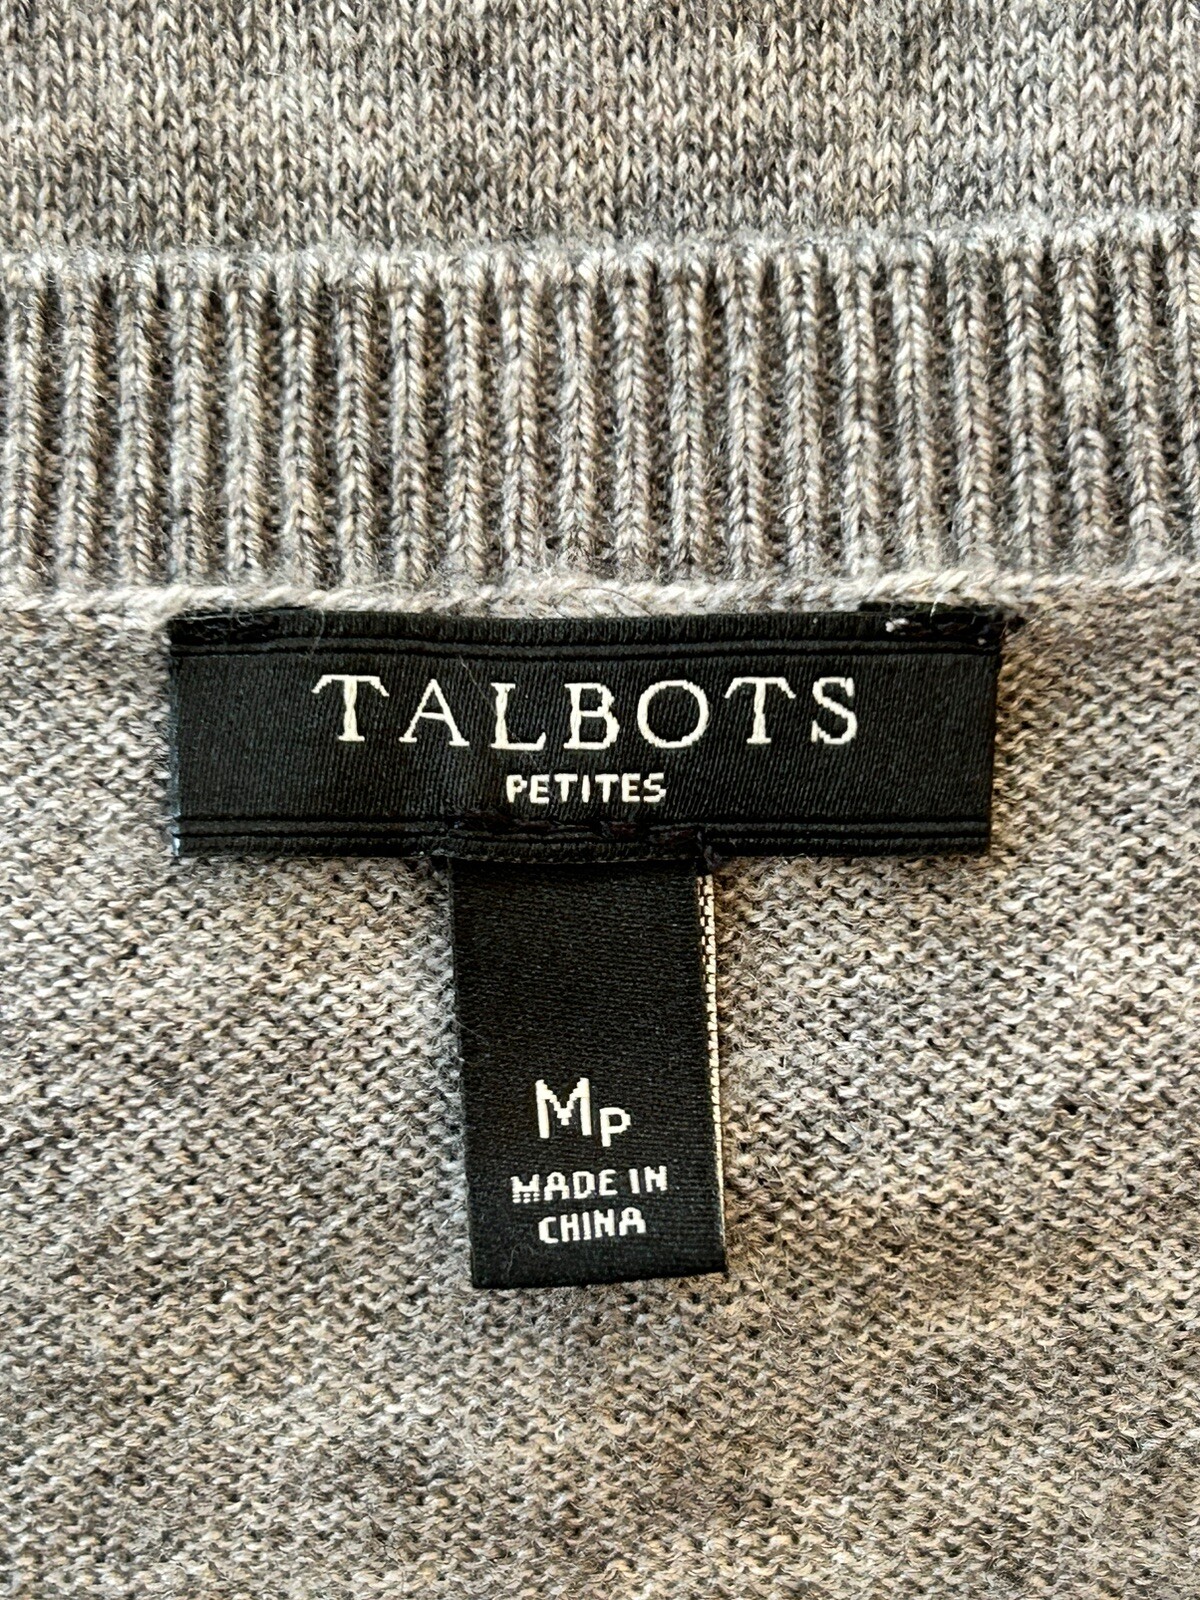 TALBOTS
PETITES
MP
MADE IN
CHINA